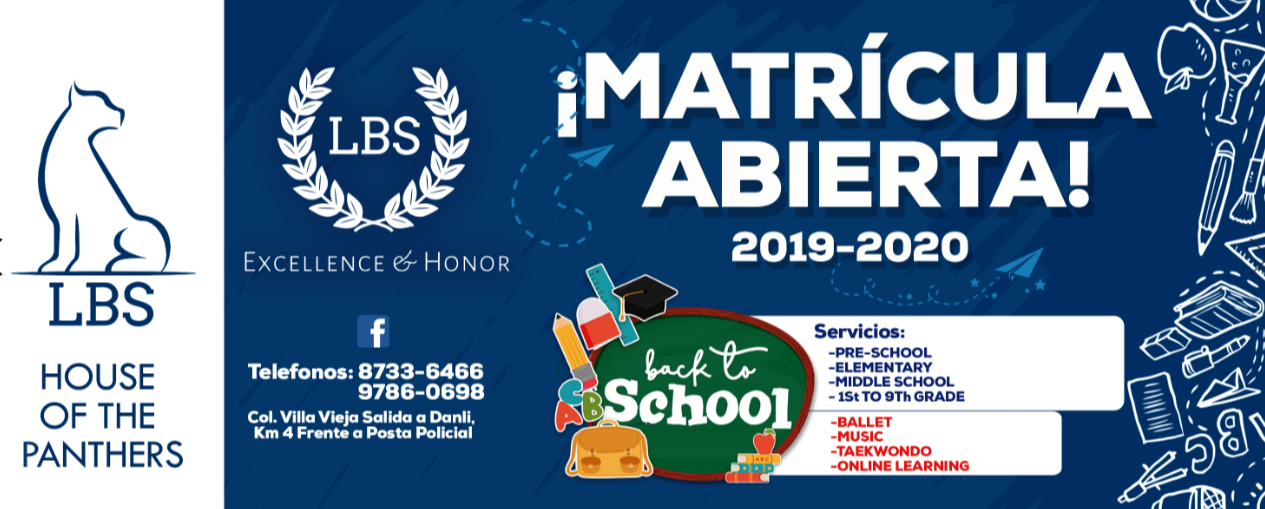 LBS
HOUSE
OF THE
PANTHERS
LBS
EXCELLENCE & HONOR
f
Telefonos: 8733-6466
9786-0698
Col. Villa Vieja Salida a Danli,
Km 4 Frente a Posta Policial
¡MATRÍCULA
ABIERTA!
2019-2020
back to
School
A B C
ABC
Servicios:
-PRE-SCHOOL
-ELEMENTARY
-MIDDLE SCHOOL
- 1St TO 9Th GRADE
-BALLET
-MUSIC
-TAEKWONDO
-ONLINE LEARNING